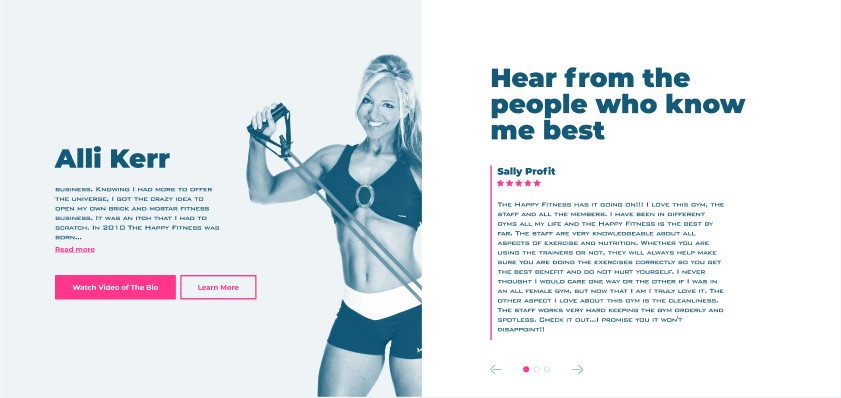 Alli Kerr
business. Knowing I had more to offer
the universe, I got the crazy idea to
open my own brick and mortar fitness
business. It was an itch that I had to
scratch. In 2010 The Happy Fitness was
born...
Read more
Watch Video of The Bio
Learn More
Hear from the
people who know
me best
Sally Profit
The Happy Fitness has it going on!!! I love this gym, the
staff and all the members. I have been in different
gyms all my life and the Happy Fitness is the best by
far. The staff are very knowledgeable about all
aspects of exercise and nutrition. Whether you are
using the trainers or not, they will always help make
sure you are doing the exercises correctly so you get
the best benefit and do not hurt yourself. I never
thought I would care one way or the other if I was in
an all female gym, but now that I am I truly love it. The
other aspect I love about this gym is the cleanliness.
The staff works very hard keeping the gym orderly and
spotless. Check it out...I promise you it won't
disappoint!!